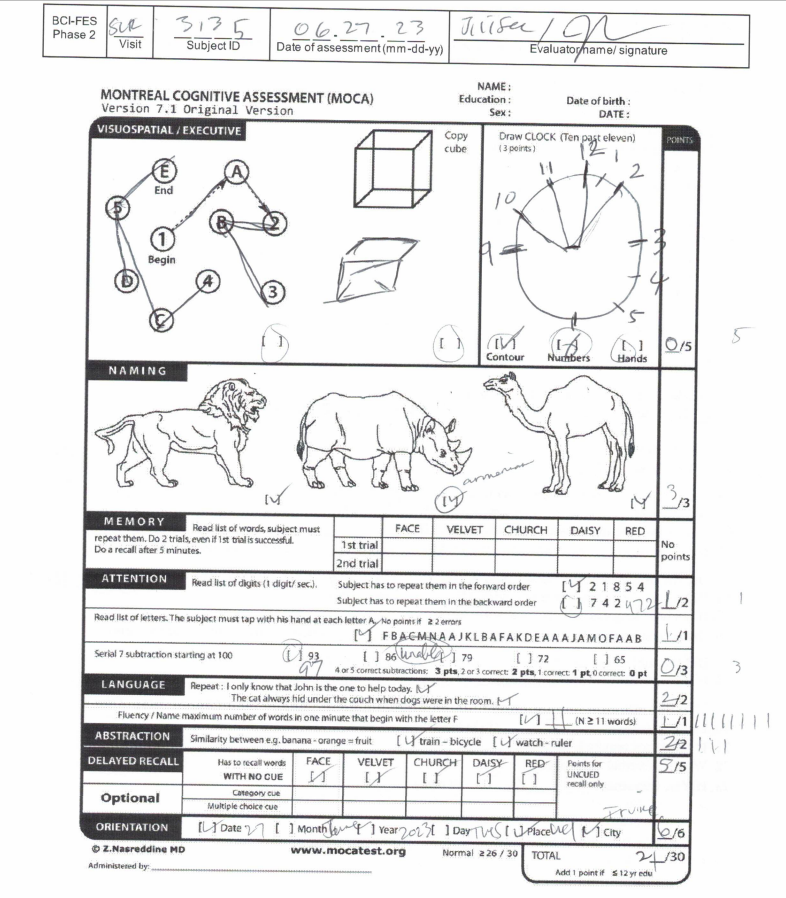 BCI-FES Phase 2
SCR Visit
3135 Subject ID
06.27.23 Date of assessment (mm-dd-yy)
Evaluator name/ signature
MONTREAL COGNITIVE ASSESSMENT (MOCA)
Version 7.1 Original Version
NAME :
Education :
Sex :
Date of birth :
DATE :
VISUOSPATIAL / EXECUTIVE
Copy cube
Draw CLOCK (Ten past eleven)
(3 points)
POINTS
E
End
A
5
B
2
1
Begin
D
4
3
C
12
11
1
10
2
9
3
4
5
[ ]
[ ]
[✓] Contour
[ ] Numbers
[ ] Hands
0/5
5
NAMING
[✓]
[✓]
[✓]
3/3
MEMORY
Read list of words, subject must repeat them. Do 2 trials, even if 1st trial is successful. Do a recall after 5 minutes.
FACE VELVET CHURCH DAISY RED
1st trial
2nd trial
No points
ATTENTION
Read list of digits (1 digit/ sec.).
Subject has to repeat them in the forward order [✓] 2 1 8 5 4
Subject has to repeat them in the backward order [ ] 7 4 2 472
1/2
1
Read list of letters. The subject must tap with his hand at each letter A. No points if ≥ 2 errors
[✓] F B A C M N A A J K L B A F A K D E A A A J A M O F A A B
1/1
Serial 7 subtraction starting at 100 [ ] 93 [ ] 86 unable [ ] 79 [ ] 72 [ ] 65
97
4 or 5 correct subtractions: 3 pts, 2 or 3 correct: 2 pts, 1 correct: 1 pt, 0 correct: 0 pt
0/3
3
LANGUAGE
Repeat : I only know that John is the one to help today. [✓]
The cat always hid under the couch when dogs were in the room. [✓]
2/2
Fluency / Name maximum number of words in one minute that begin with the letter F [✓] (N ≥ 11 words)
1/1
ABSTRACTION
Similarity between e.g. banana - orange = fruit [✓] train – bicycle [✓] watch - ruler
2/2
DELAYED RECALL
Has to recall words WITH NO CUE
FACE [✓]
VELVET [✓]
CHURCH [ ]
DAISY [ ]
RED [ ]
Points for UNCUED recall only
5/5
Optional
Category cue
Multiple choice cue
Irvine
ORIENTATION
[✓] Date 27 [ ] Month June [✓] Year 2023 [ ] Day TUES [✓] Place UCI [✓] City
6/6
© Z.Nasreddine MD
www.mocatest.org
Normal ≥ 26 / 30
TOTAL
21/30
Administered by:
Add 1 point if ≤ 12 yr edu